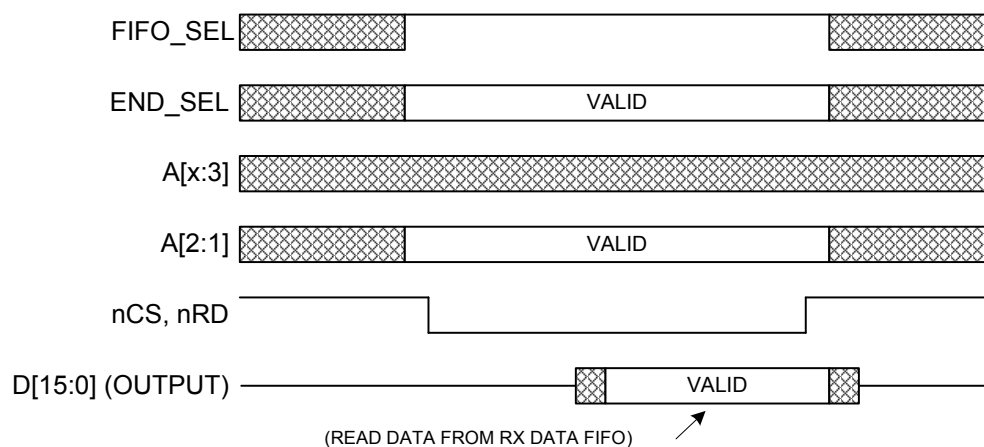 FIFO_SEL
END_SEL
VALID
A[x:3]
A[2:1]
VALID
nCS, nRD
D[15:0] (OUTPUT)
VALID
(READ DATA FROM RX DATA FIFO)